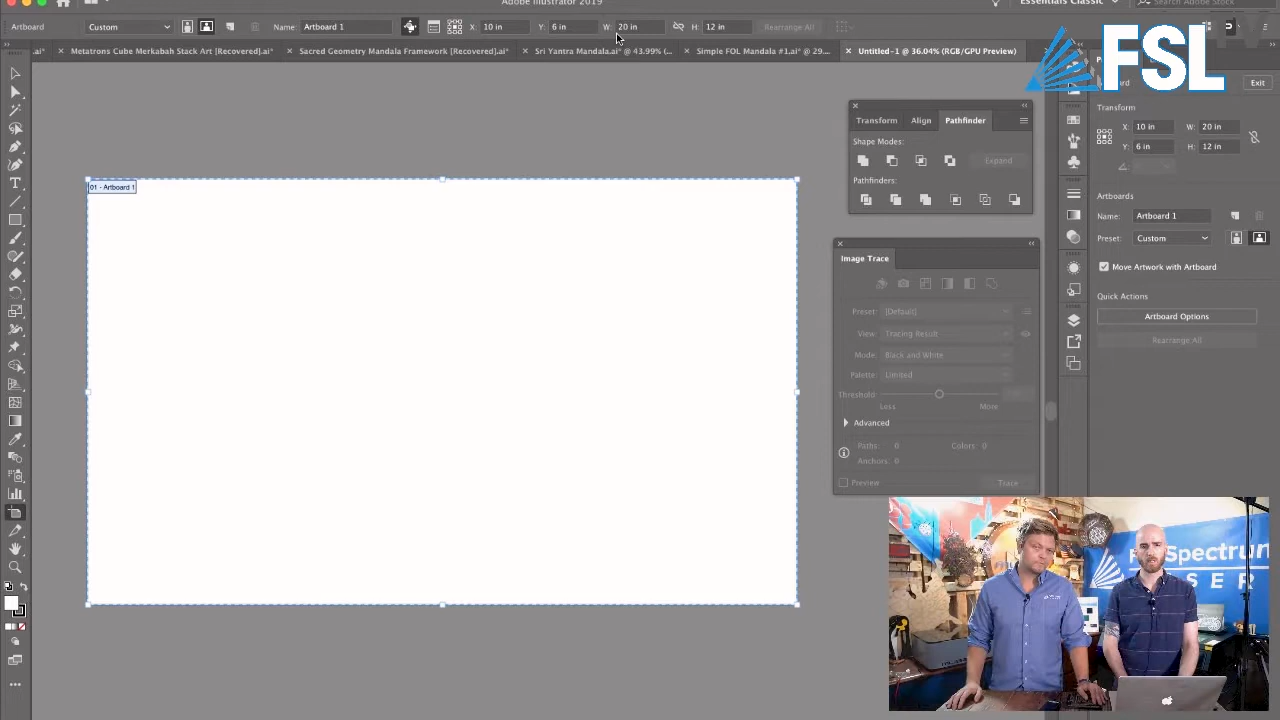 Adobe Illustrator 2019
Essentials Classic
Search Adobe Stock
Artboard
Custom
Name: Artboard 1
X: 10 in
Y: 6 in
W: 20 in
H: 12 in
Rearrange All
.ai*
Metatrons Cube Merkabah Stack Art [Recovered].ai*
Sacred Geometry Mandala Framework [Recovered].ai*
Sri Yantra Mandala.ai* @ 43.99% (...
Simple FOL Mandala #1.ai* @ 29....
Untitled-1 @ 36.04% (RGB/GPU Preview)
FSL
Exit
Transform
X: 10 in W: 20 in
Y: 6 in H: 12 in
Artboards
Name: Artboard 1
Preset: Custom
Move Artwork with Artboard
Quick Actions
Artboard Options
Rearrange All
01 - Artboard 1
Transform Align Pathfinder
Shape Modes:
Expand
Pathfinders:
Image Trace
Preset: [Default]
View: Tracing Result
Mode: Black and White
Palette: Limited
Threshold:
Less More
Advanced
Paths: 0 Colors: 0
Anchors: 0
Preview Trace
FSL
Spectrum
SER